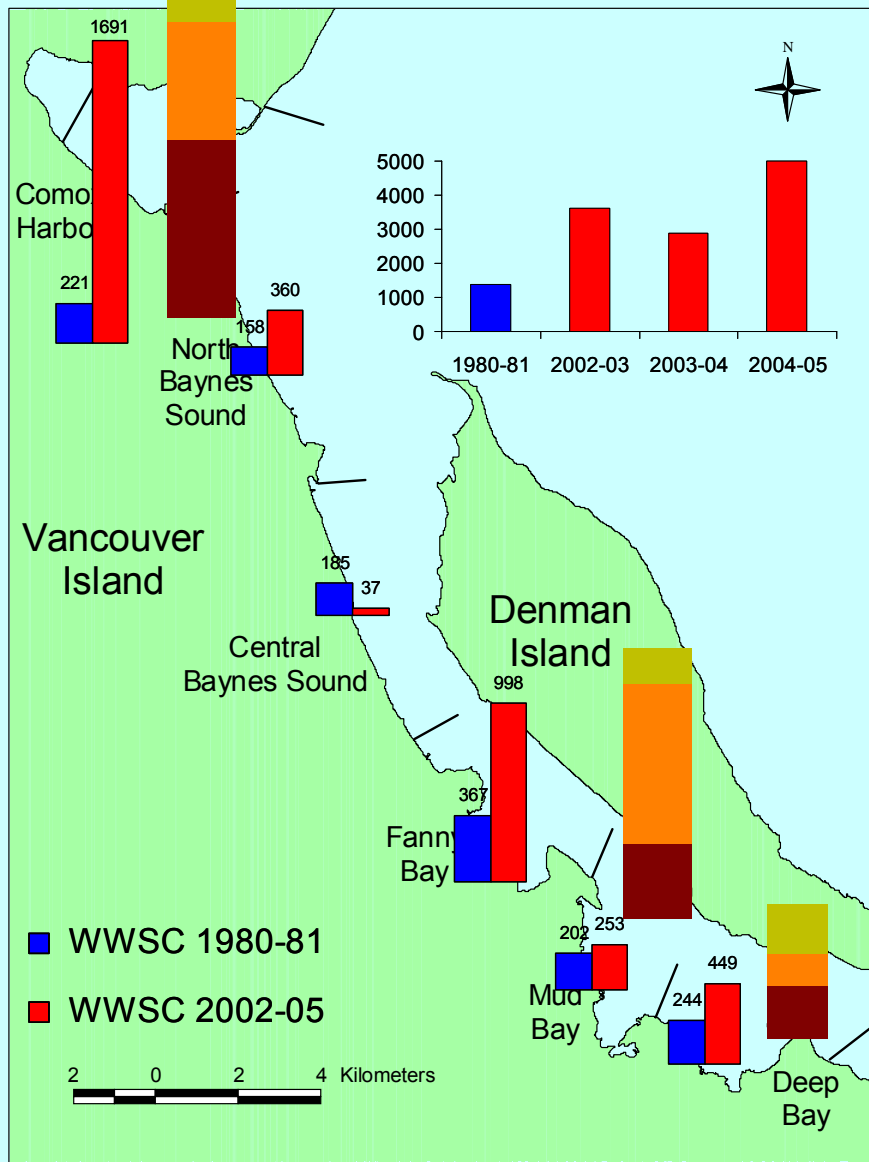 1691
N
5000
4000
3000
2000
1000
0
1980-81 2002-03 2003-04 2004-05
Como
Harbo
221
360
158
North
Baynes
Sound
Vancouver
Island
185
37
Central
Baynes Sound
Denman
Island
998
367
Fanny
Bay
WWSC 1980-81
WWSC 2002-05
202
253
Mud
Bay
449
244
Deep
Bay
2 0 2 4 Kilometers